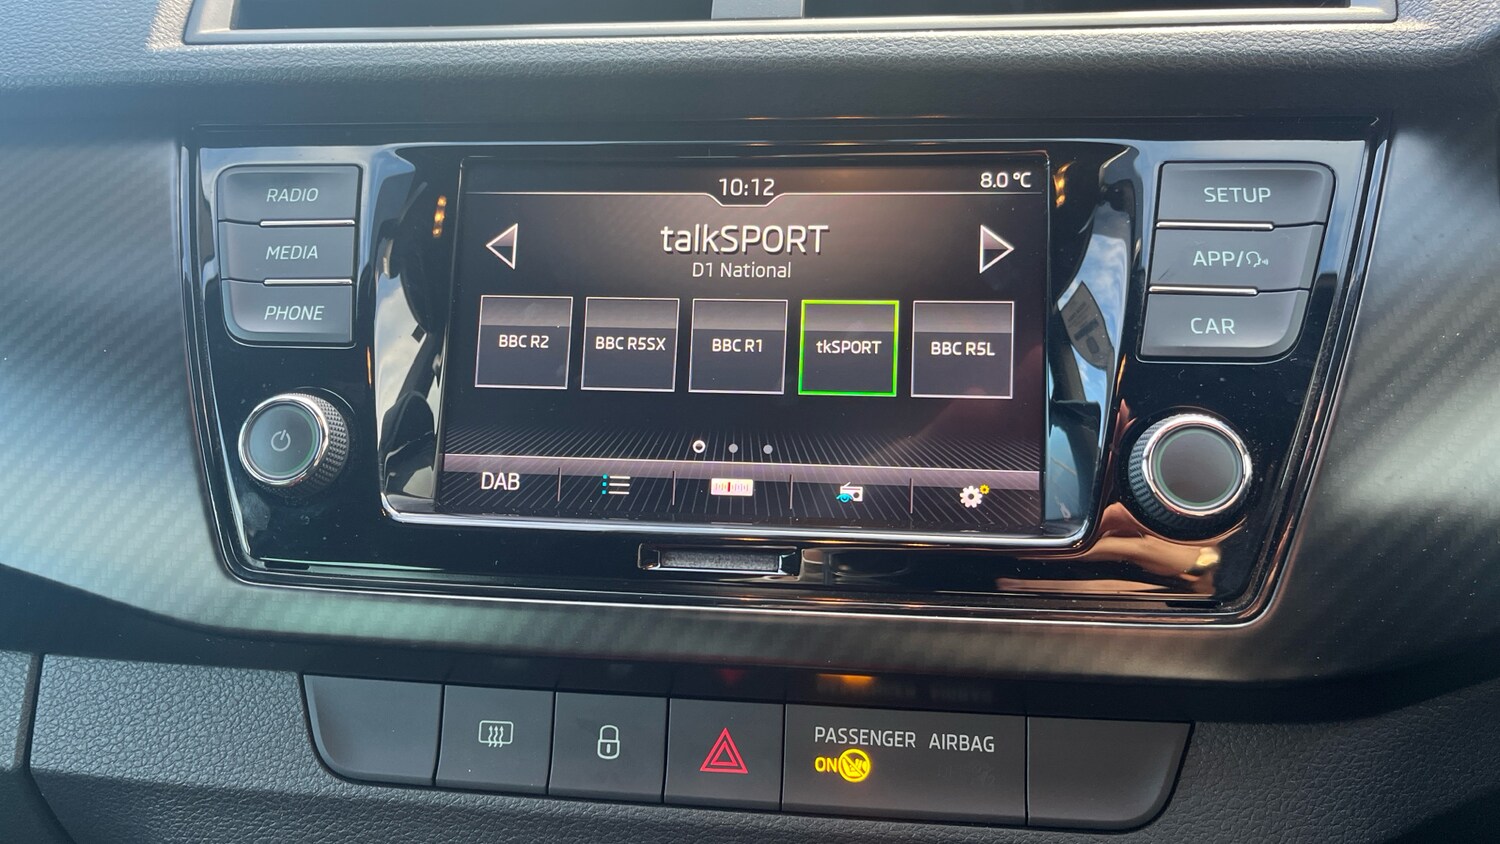 10:12
8.0 °C
talkSPORT
D1 National
BBC R2
BBC R5SX
BBC R1
tkSPORT
BBC R5L
DAB
RADIO
MEDIA
PHONE
SETUP
APP/
CAR
PASSENGER AIRBAG
ON